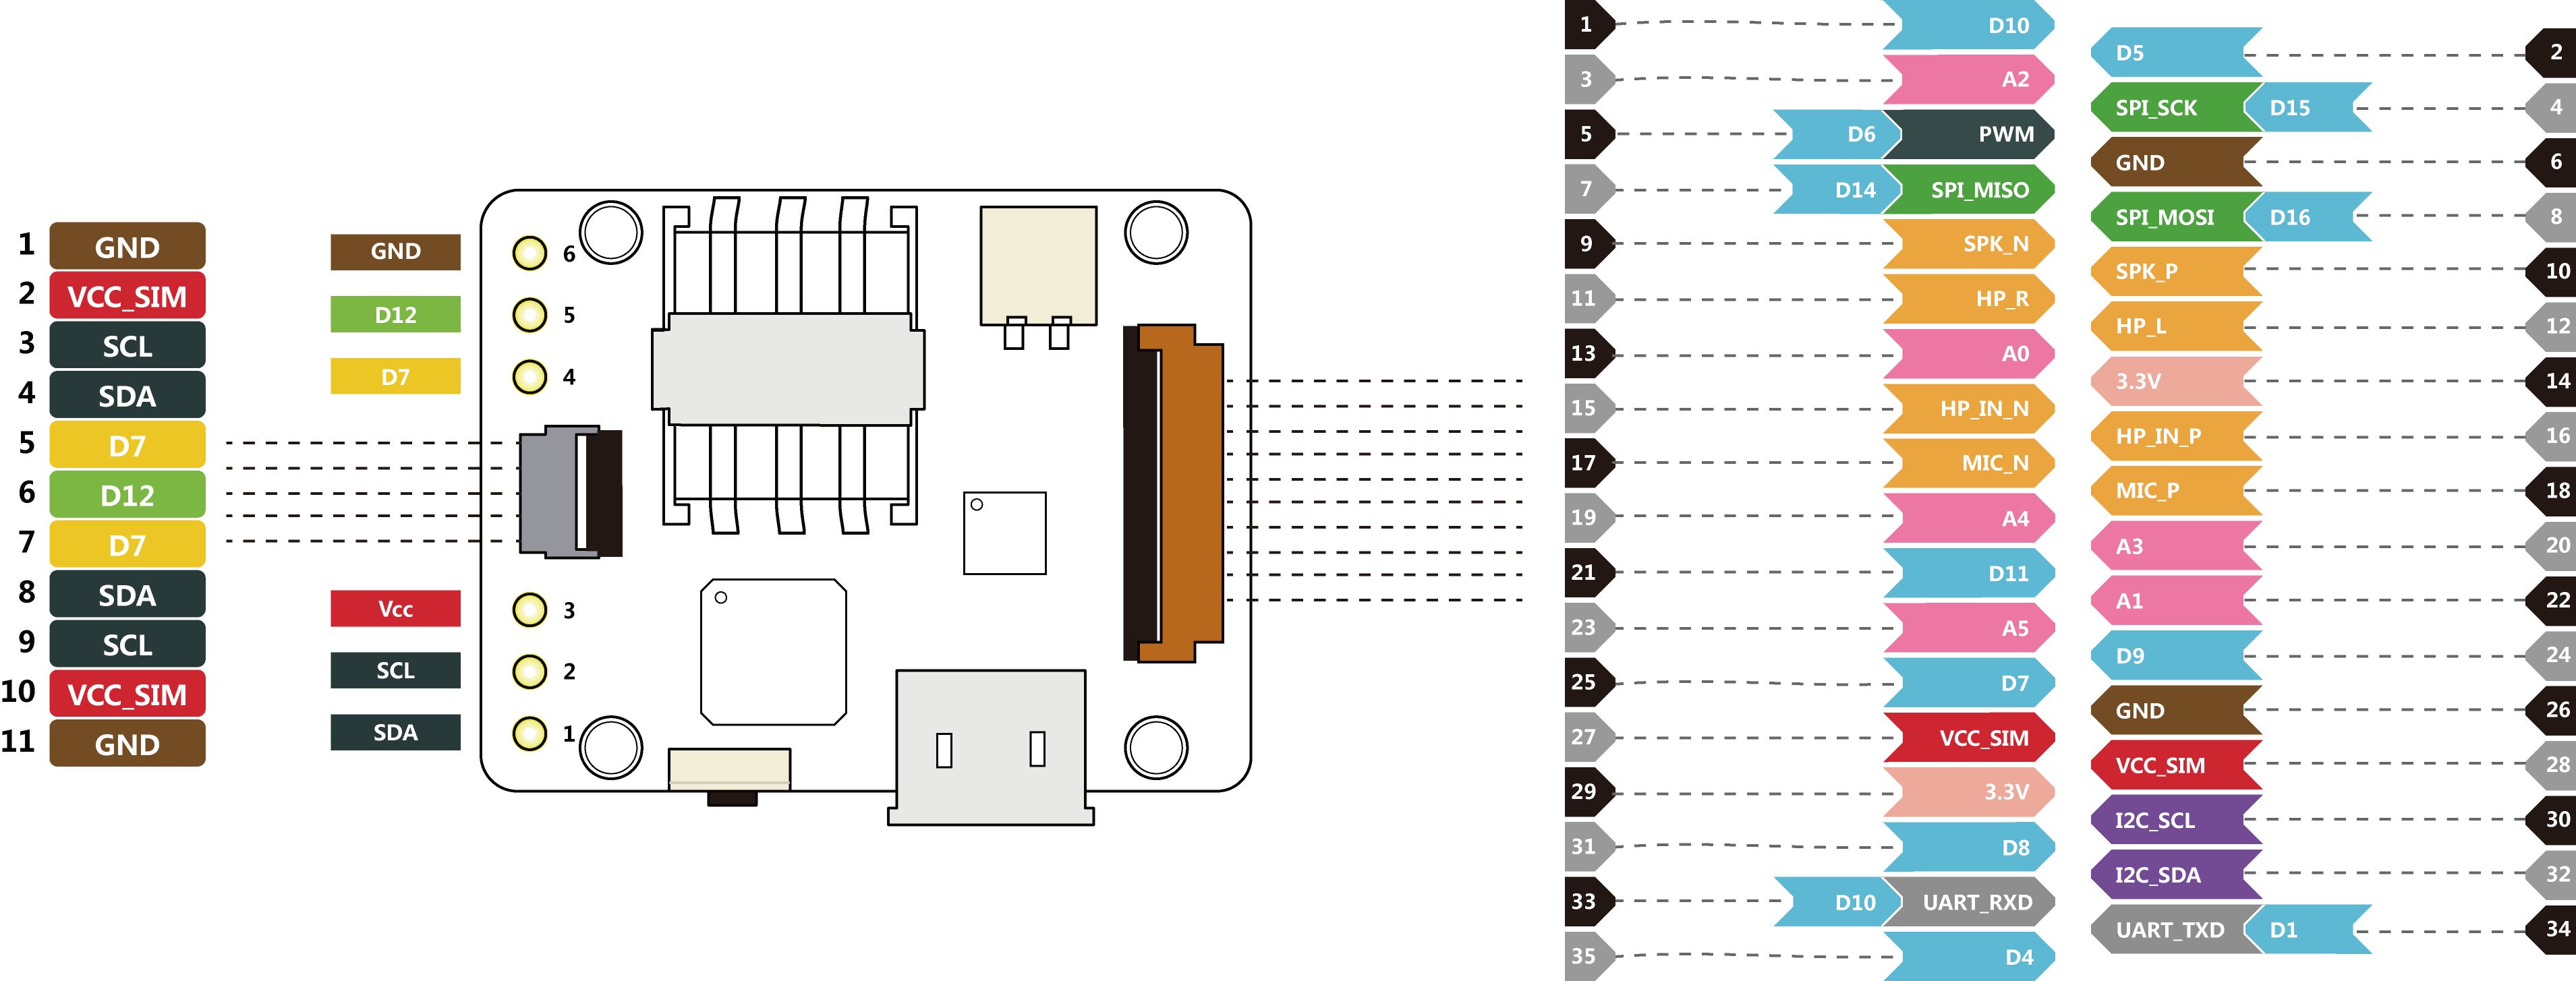 1 GND
2 VCC_SIM
3 SCL
4 SDA
5 D7
6 D12
7 D7
8 SDA
9 SCL
10 VCC_SIM
11 GND
GND 6
D12 5
D7 4
Vcc 3
SCL 2
SDA 1
1 D10
3 A2
5 D6 PWM
7 D14 SPI_MISO
9 SPK_N
11 HP_R
13 A0
15 HP_IN_N
17 MIC_N
19 A4
21 D11
23 A5
25 D7
27 VCC_SIM
29 3.3V
31 D8
33 D10 UART_RXD
35 D4
D5 2
SPI_SCK D15 4
GND 6
SPI_MOSI D16 8
SPK_P 10
HP_L 12
3.3V 14
HP_IN_P 16
MIC_P 18
A3 20
A1 22
D9 24
GND 26
VCC_SIM 28
I2C_SCL 30
I2C_SDA 32
UART_TXD D1 34